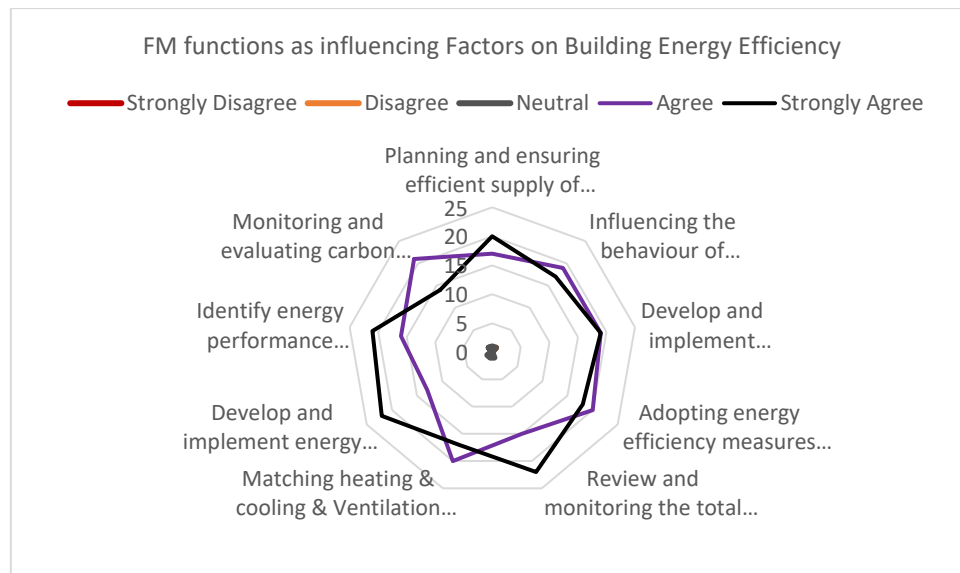 FM functions as influencing Factors on Building Energy Efficiency
Strongly Disagree Disagree Neutral Agree Strongly Agree
Planning and ensuring
efficient supply of...
Influencing the
behaviour of...
Develop and
implement...
Adopting energy
efficiency measures...
Review and
monitoring the total...
Matching heating &
cooling & Ventilation...
Develop and
implement energy...
Identify energy
performance...
Monitoring and
evaluating carbon...
25
20
15
10
5
0